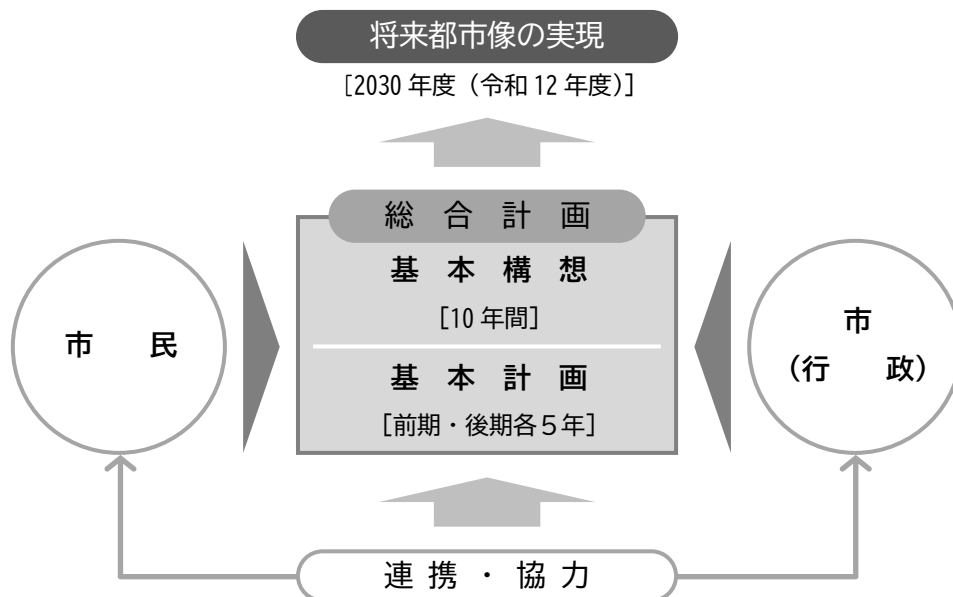 将来都市像の実現
［2030年度（令和12年度）］
総合計画
基本構想
［10年間］
市民
市
（行政）
基本計画
［前期・後期各５年］
連携・協力